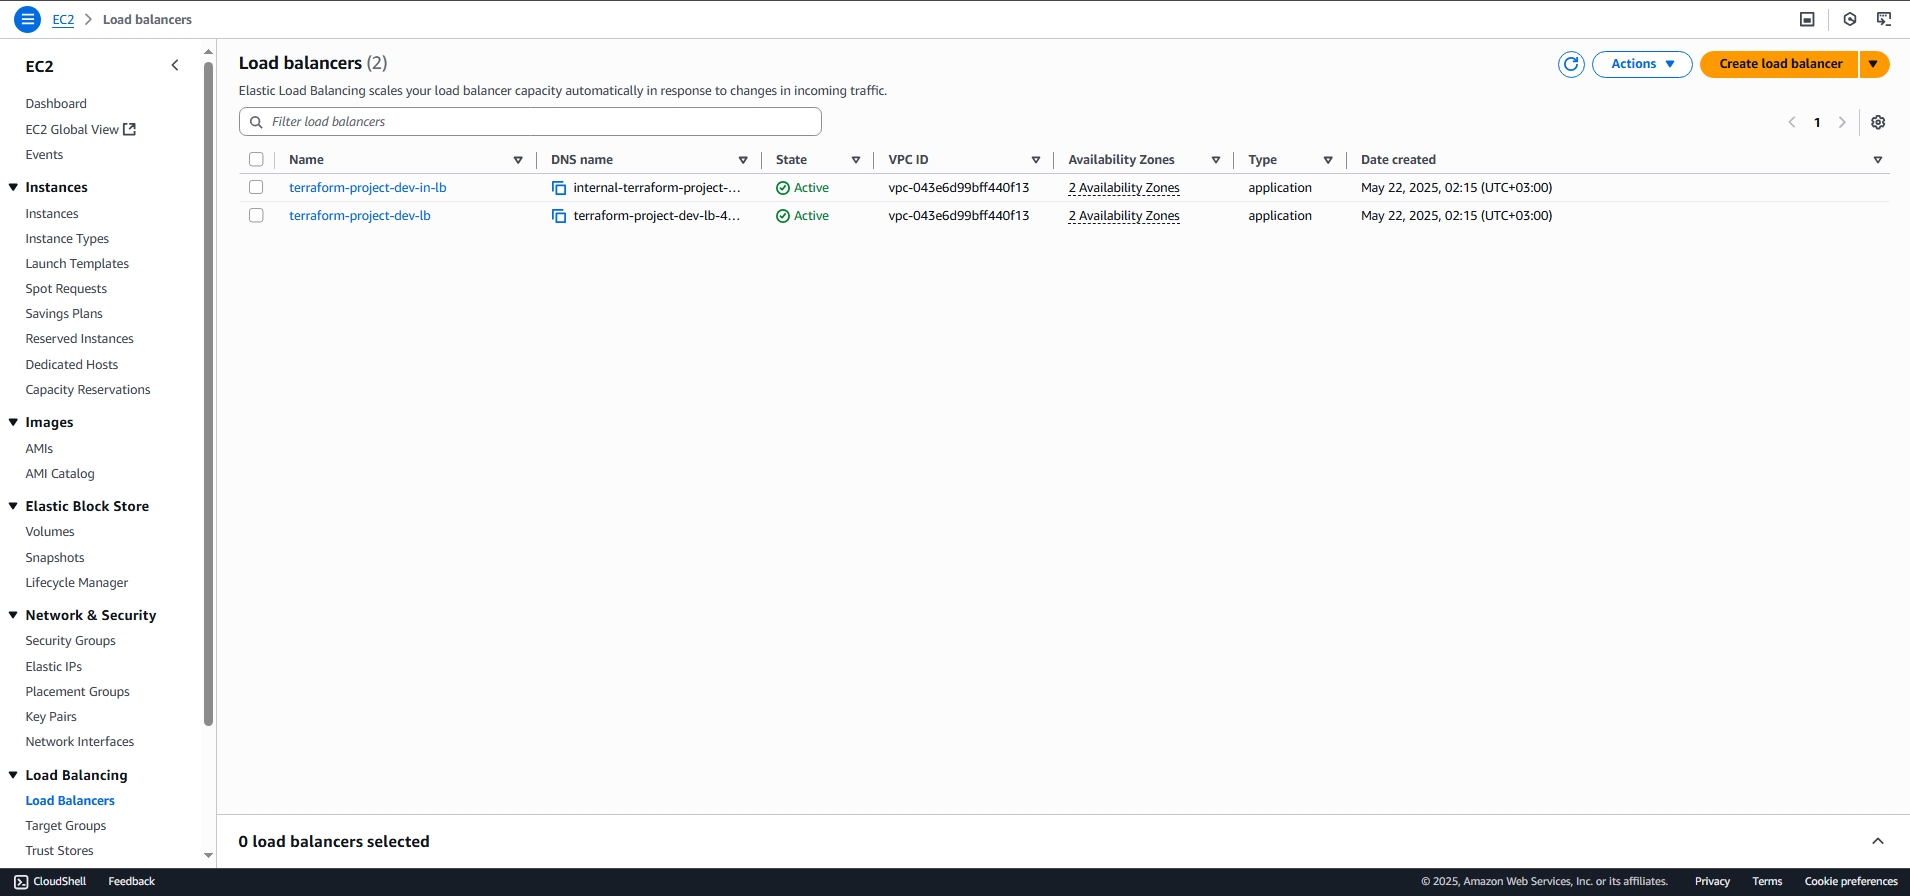 EC2 > Load balancers
EC2
Dashboard
EC2 Global View
Events
Instances
Instances
Instance Types
Launch Templates
Spot Requests
Savings Plans
Reserved Instances
Dedicated Hosts
Capacity Reservations
Images
AMIs
AMI Catalog
Elastic Block Store
Volumes
Snapshots
Lifecycle Manager
Network & Security
Security Groups
Elastic IPs
Placement Groups
Key Pairs
Network Interfaces
Load Balancing
Load Balancers
Target Groups
Trust Stores
Load balancers (2)
Actions
Create load balancer
Elastic Load Balancing scales your load balancer capacity automatically in response to changes in incoming traffic.
Filter load balancers
1
Name DNS name State VPC ID Availability Zones Type Date created
terraform-project-dev-in-lb internal-terraform-project-... Active vpc-043e6d99bff440f13 2 Availability Zones application May 22, 2025, 02:15 (UTC+03:00)
terraform-project-dev-lb terraform-project-dev-lb-4... Active vpc-043e6d99bff440f13 2 Availability Zones application May 22, 2025, 02:15 (UTC+03:00)
0 load balancers selected
CloudShell Feedback © 2025, Amazon Web Services, Inc. or its affiliates. Privacy Terms Cookie preferences